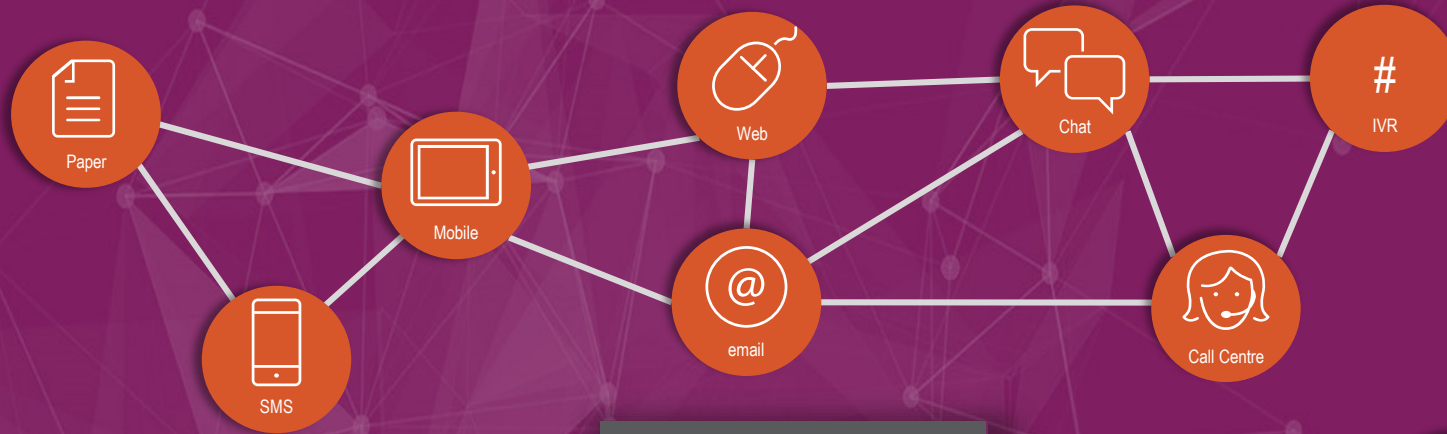 Paper
SMS
Mobile
Web
@
email
Chat
#
IVR
Call Centre